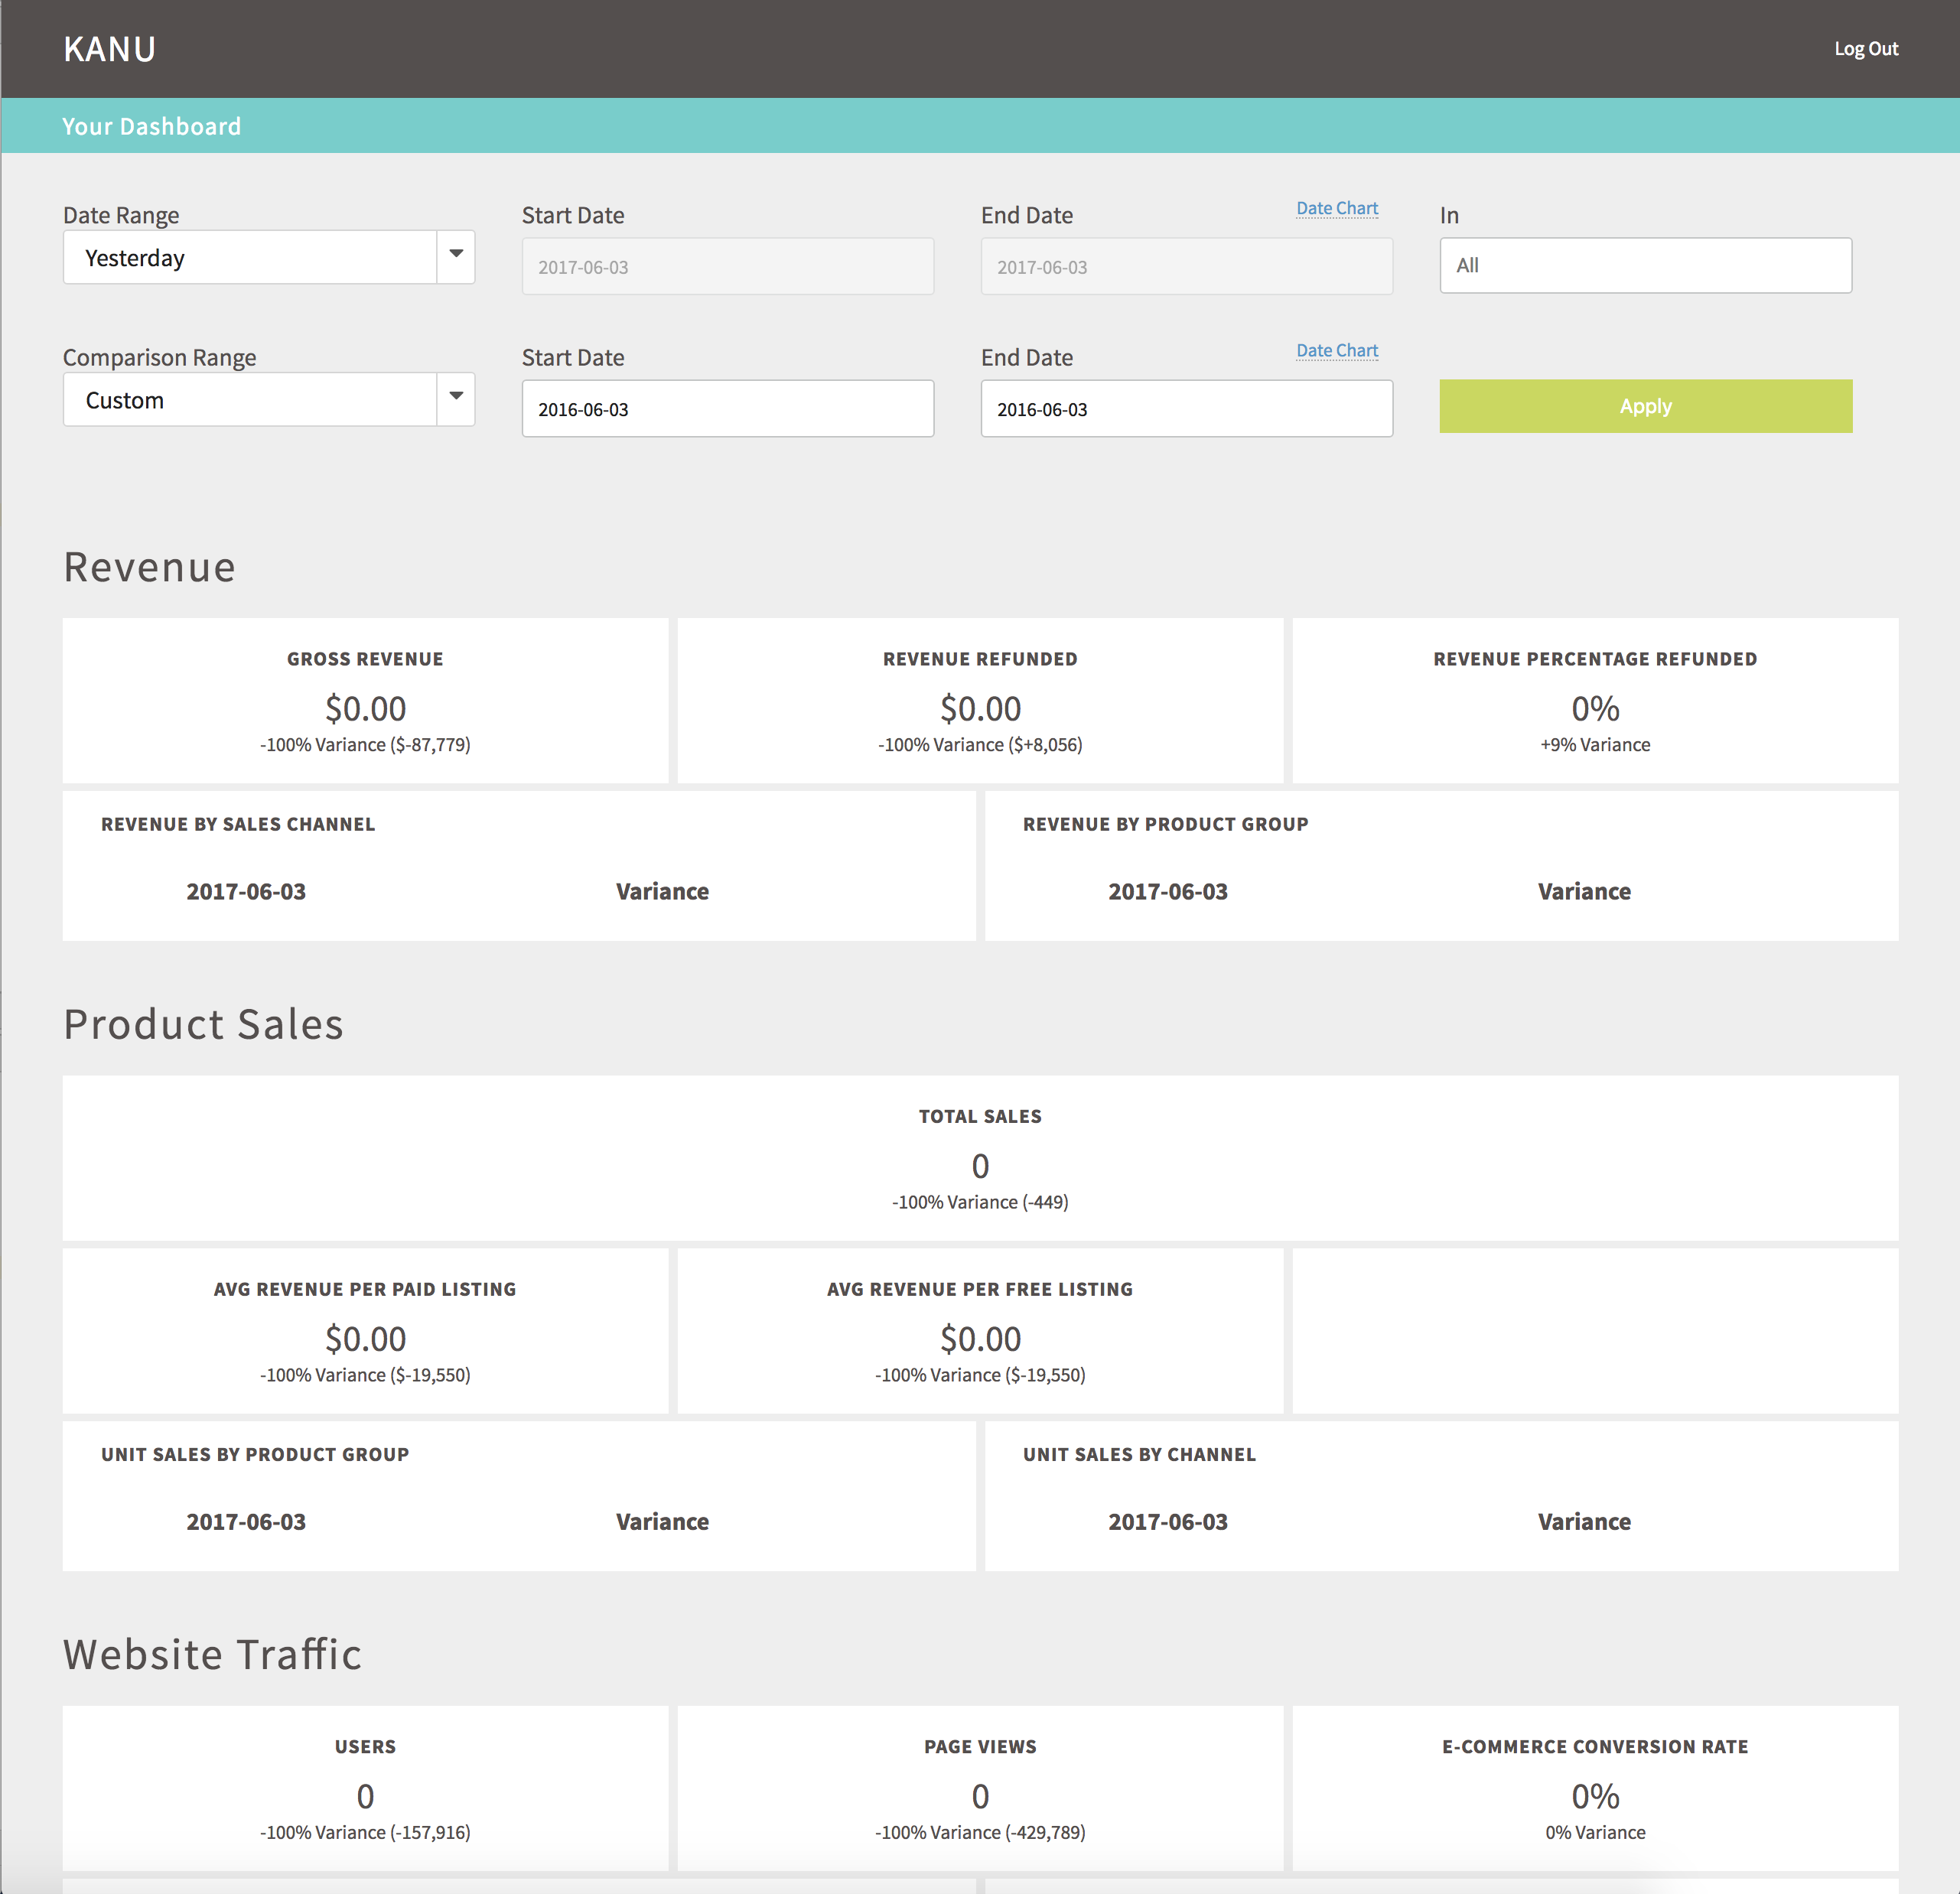 KANU
Log Out
Your Dashboard
Date Range
Start Date
End Date
Date Chart
In
Yesterday
2017-06-03
2017-06-03
All
Comparison Range
Start Date
End Date
Date Chart
Custom
2016-06-03
2016-06-03
Apply
Revenue
GROSS REVENUE
$0.00
-100% Variance ($-87,779)
REVENUE REFUNDED
$0.00
-100% Variance ($+8,056)
REVENUE PERCENTAGE REFUNDED
0%
+9% Variance
REVENUE BY SALES CHANNEL
2017-06-03 Variance
REVENUE BY PRODUCT GROUP
2017-06-03 Variance
Product Sales
TOTAL SALES
0
-100% Variance (-449)
AVG REVENUE PER PAID LISTING
$0.00
-100% Variance ($-19,550)
AVG REVENUE PER FREE LISTING
$0.00
-100% Variance ($-19,550)
UNIT SALES BY PRODUCT GROUP
2017-06-03 Variance
UNIT SALES BY CHANNEL
2017-06-03 Variance
Website Traffic
USERS
0
-100% Variance (-157,916)
PAGE VIEWS
0
-100% Variance (-429,789)
E-COMMERCE CONVERSION RATE
0%
0% Variance